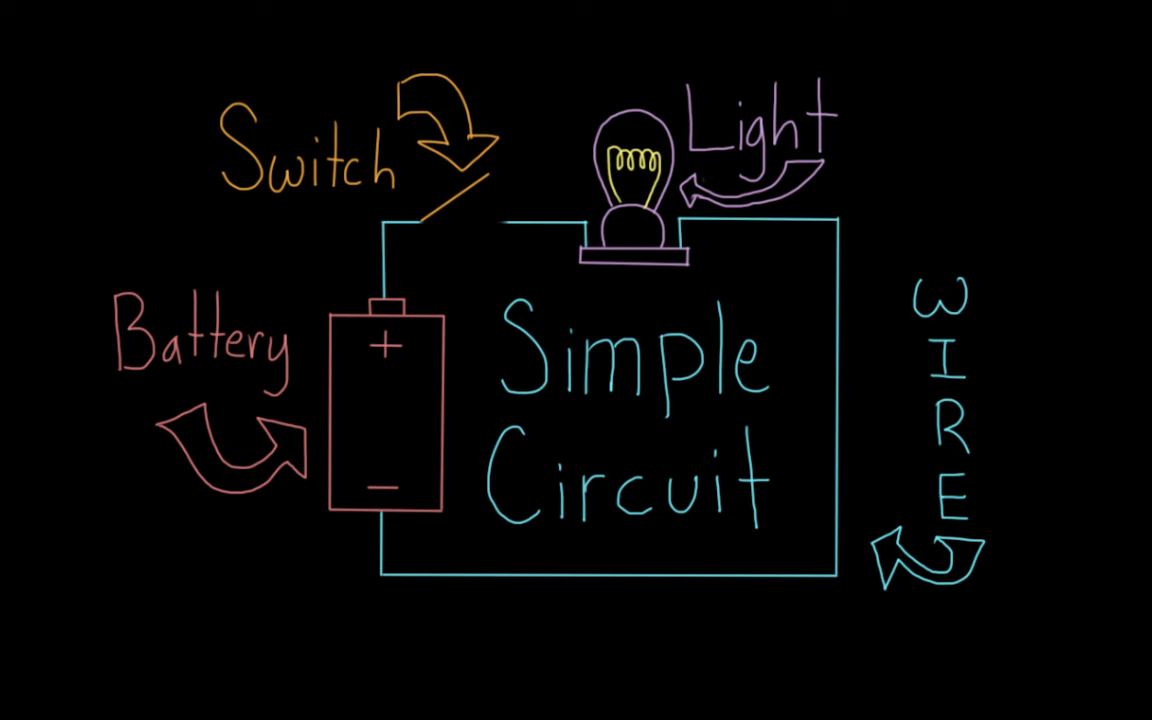 Switch
Light
Battery
+
−
Simple
Circuit
WIRE